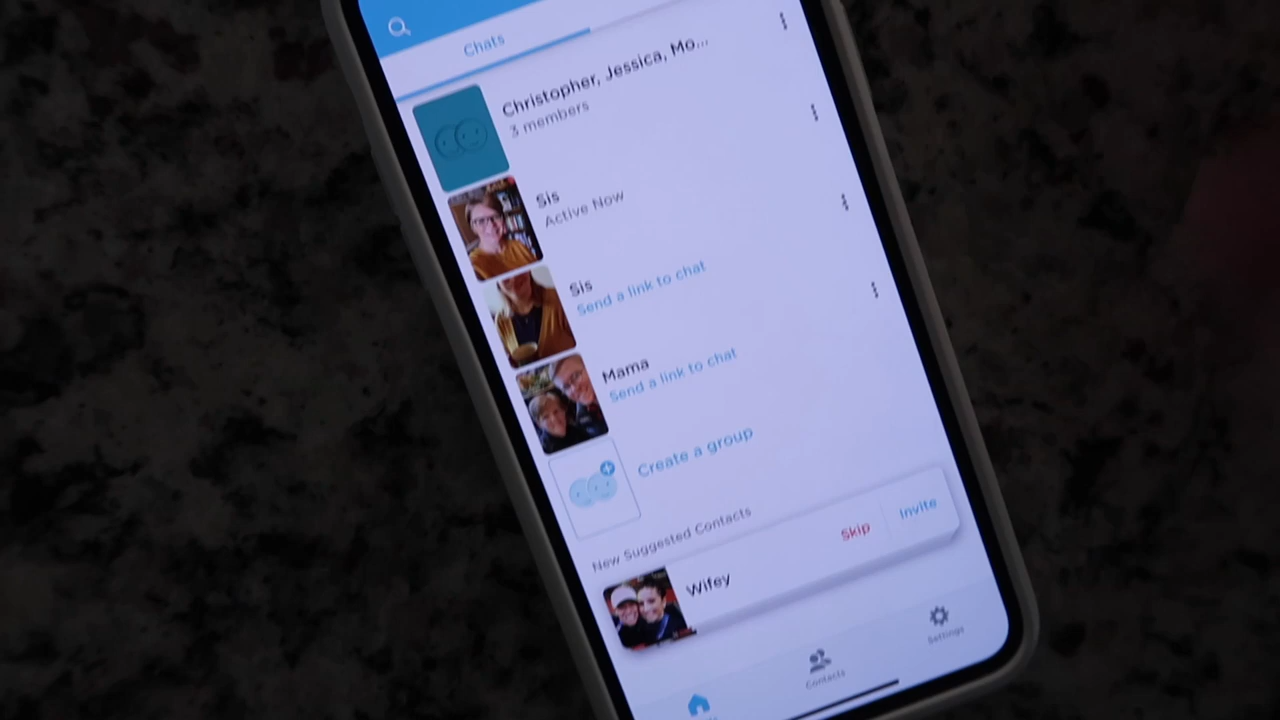 Chats
Christopher, Jessica, Mo...
3 members
Sis
Active Now
Sis
Send a link to chat
Mama
Send a link to chat
Create a group
New Suggested Contacts
Wifey
Skip
Invite
Contacts
Settings